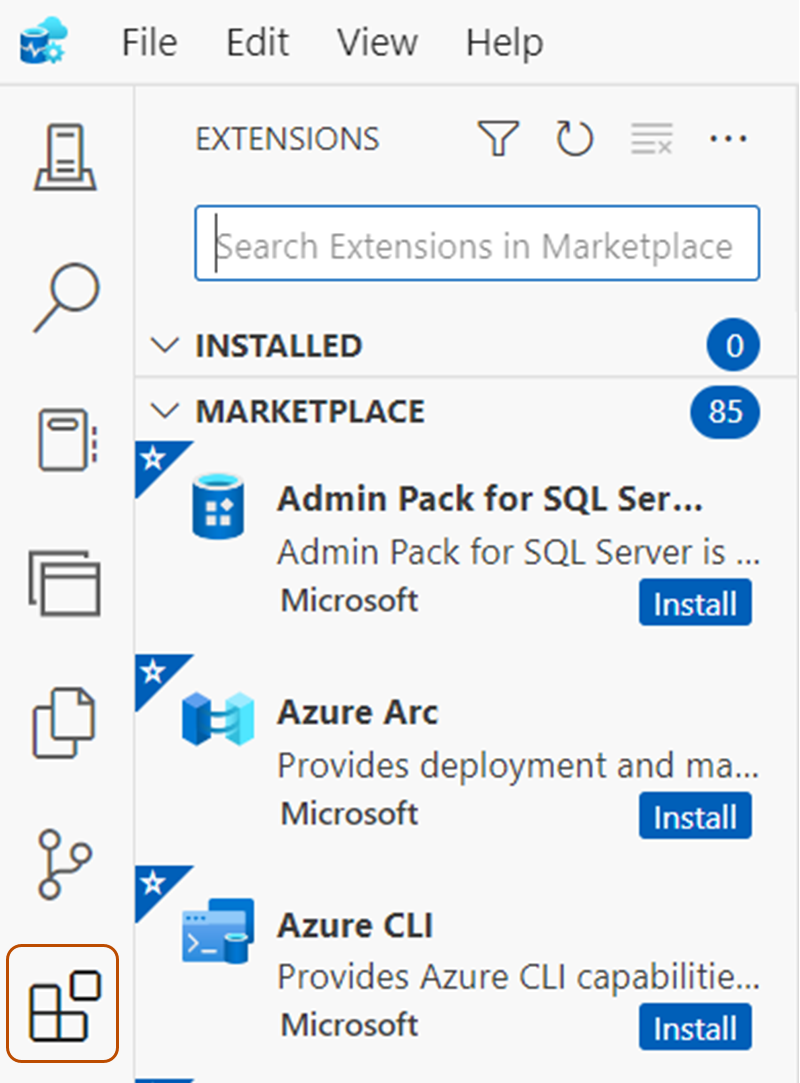 File Edit View Help
EXTENSIONS ...
Search Extensions in Marketplace
INSTALLED 0
MARKETPLACE 85
Admin Pack for SQL Ser...
Admin Pack for SQL Server is ...
Microsoft Install
Azure Arc
Provides deployment and ma...
Microsoft Install
Azure CLI
Provides Azure CLI capabilitie...
Microsoft Install